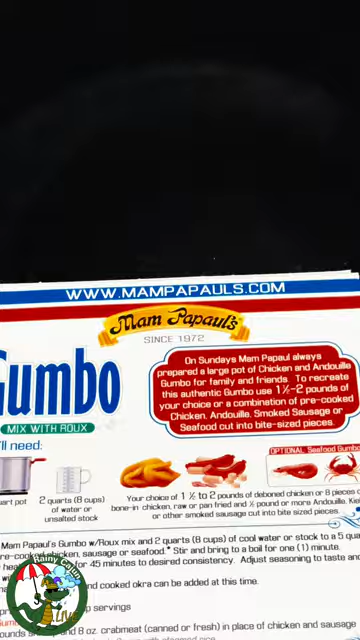 WWW.MAMPAPAULS.COM
Mam Papaul's
SINCE 1972
Gumbo
MIX WITH ROUX
On Sundays Mam Papaul always
prepared a large pot of Chicken and Andouille
Gumbo for family and friends. To recreate
this authentic Gumbo use 1½-2 pounds of
your choice or a combination of pre-cooked
Chicken, Andouille, Smoked Sausage or
Seafood cut into bite-sized pieces.
'll need:
OPTIONAL Seafood Gumbo
uart pot
2 quarts (8 cups)
of water or
unsalted stock
Your choice of 1 ½ to 2 pounds of deboned chicken or 8 pieces o
bone-in chicken, raw or pan fried and ½ pound or more Andouille, Kie
or other smoked sausage cut into bite sized pieces.
Mam Papaul's Gumbo w/Roux mix and 2 quarts (8 cups) of cool water or stock to a 5 qua
re-cooked chicken, sausage or seafood.* Stir and bring to a boil for one (1) minute.
for 45 minutes to desired consistency. Adjust seasoning to taste and
and cooked okra can be added at this time.
servings
and 8 oz. crabmeat (canned or fresh) in place of chicken and sausage
Rainy Gator
LIVE